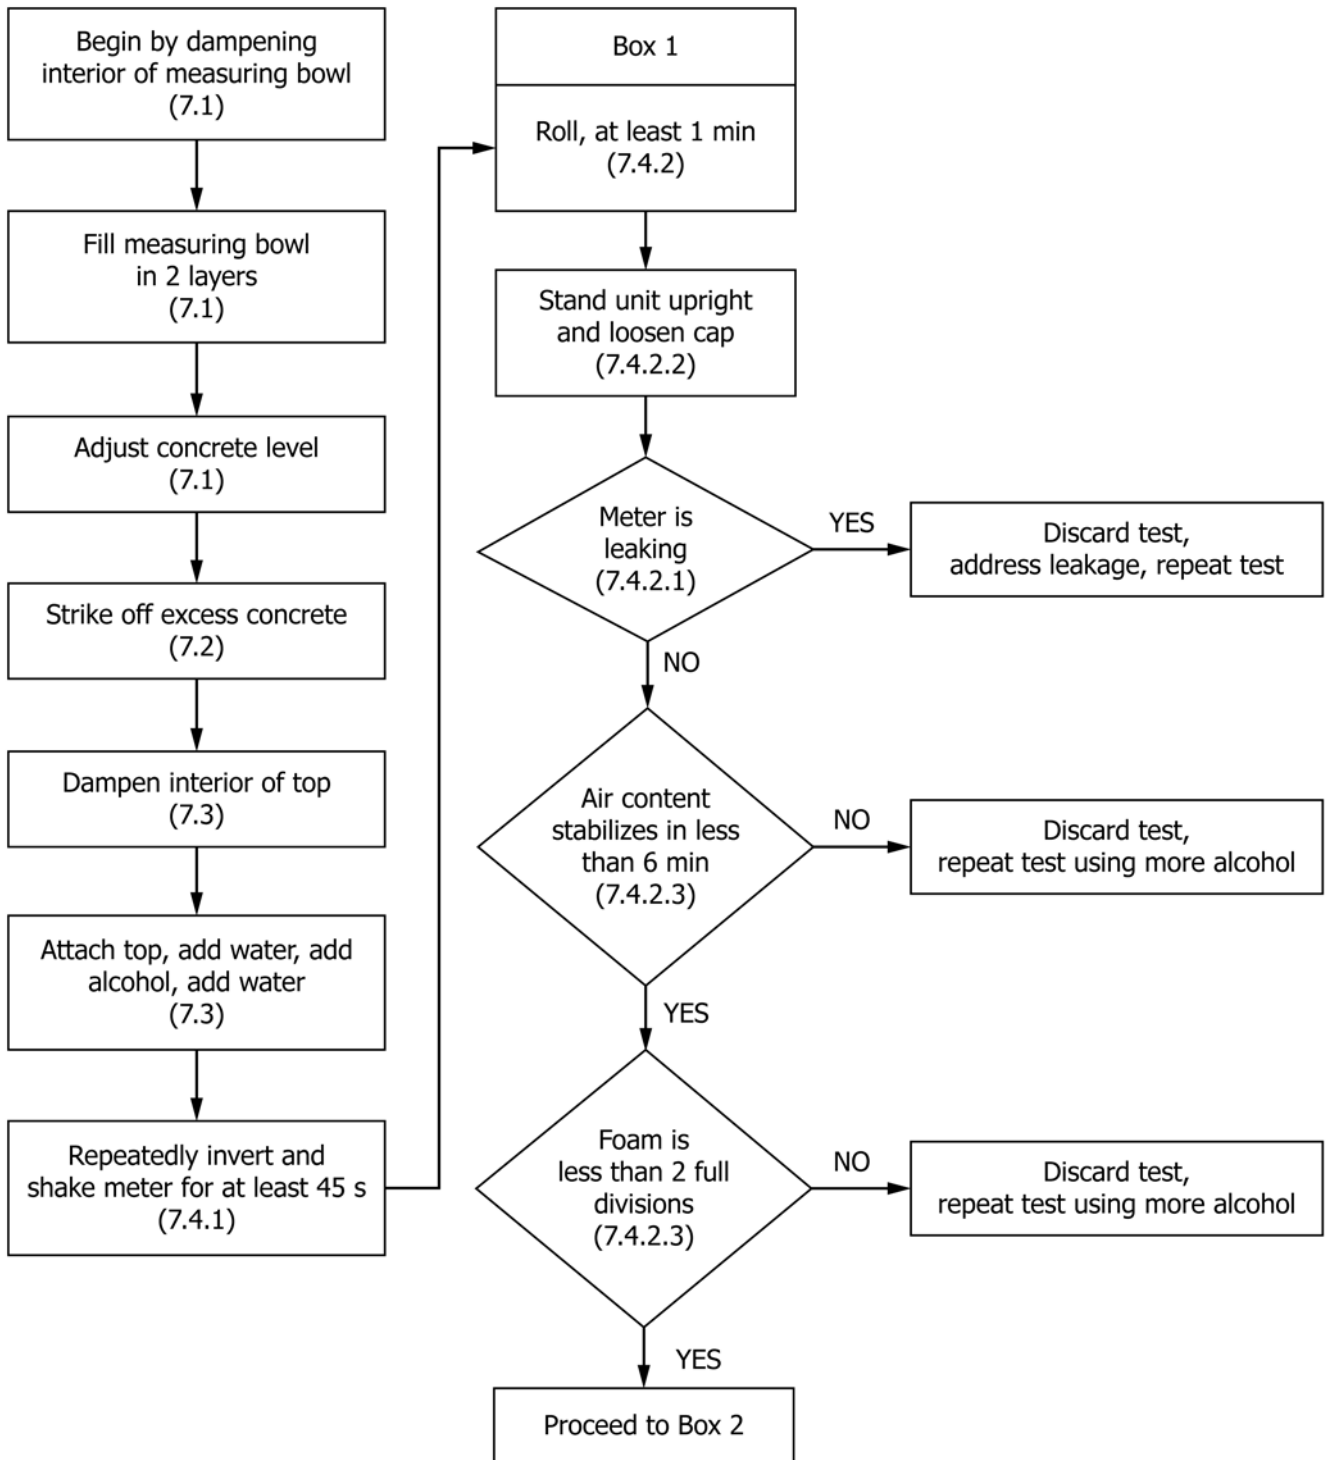 Begin by dampening
interior of measuring bowl
(7.1)
Fill measuring bowl
in 2 layers
(7.1)
Adjust concrete level
(7.1)
Strike off excess concrete
(7.2)
Dampen interior of top
(7.3)
Attach top, add water, add
alcohol, add water
(7.3)
Repeatedly invert and
shake meter for at least 45 s
(7.4.1)
Box 1
Roll, at least 1 min
(7.4.2)
Stand unit upright
and loosen cap
(7.4.2.2)
Meter is
leaking
(7.4.2.1)
YES
Discard test,
address leakage, repeat test
NO
Air content
stabilizes in less
than 6 min
(7.4.2.3)
NO
Discard test,
repeat test using more alcohol
YES
Foam is
less than 2 full
divisions
(7.4.2.3)
NO
Discard test,
repeat test using more alcohol
YES
Proceed to Box 2